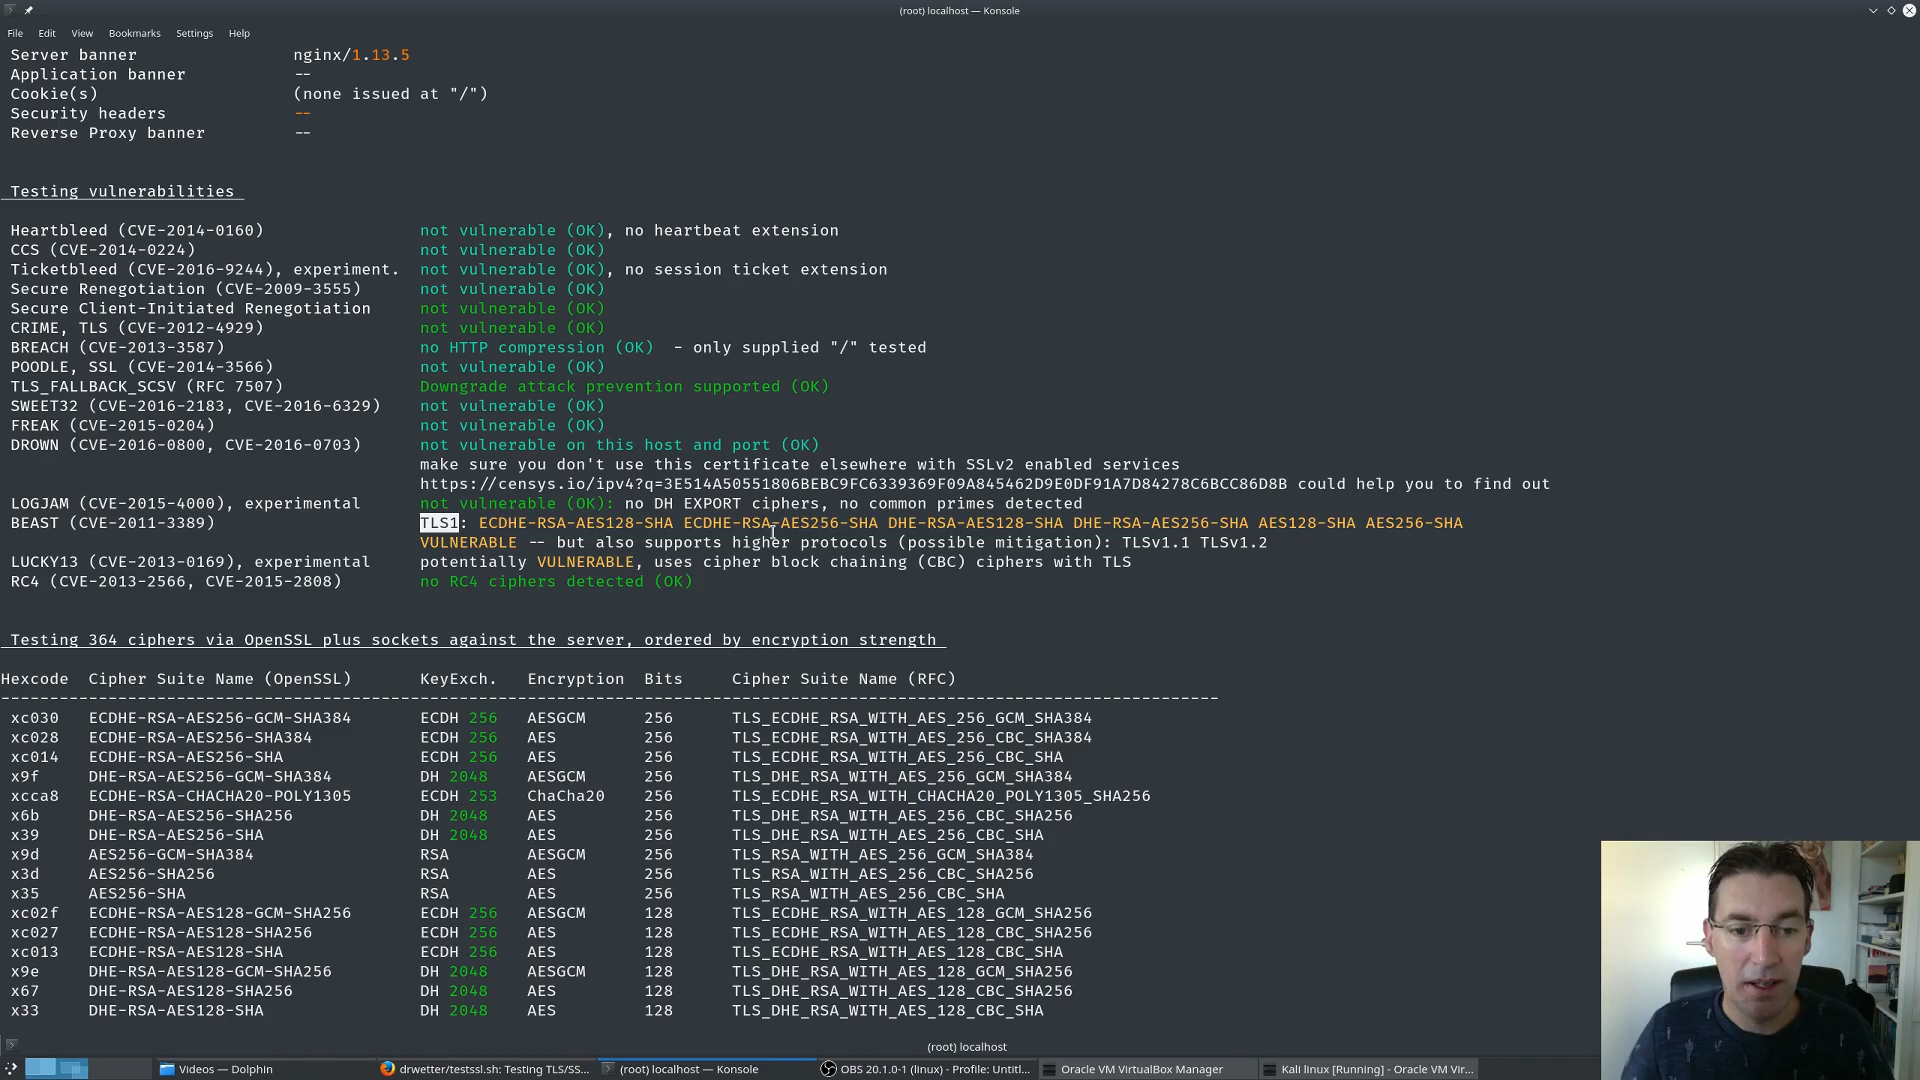 (root) localhost — Konsole
File Edit View Bookmarks Settings Help
Server banner nginx/1.13.5
Application banner --
Cookie(s) (none issued at "/")
Security headers --
Reverse Proxy banner --
Testing vulnerabilities
Heartbleed (CVE-2014-0160) not vulnerable (OK), no heartbeat extension
CCS (CVE-2014-0224) not vulnerable (OK)
Ticketbleed (CVE-2016-9244), experiment. not vulnerable (OK), no session ticket extension
Secure Renegotiation (CVE-2009-3555) not vulnerable (OK)
Secure Client-Initiated Renegotiation not vulnerable (OK)
CRIME, TLS (CVE-2012-4929) not vulnerable (OK)
BREACH (CVE-2013-3587) no HTTP compression (OK) - only supplied "/" tested
POODLE, SSL (CVE-2014-3566) not vulnerable (OK)
TLS_FALLBACK_SCSV (RFC 7507) Downgrade attack prevention supported (OK)
SWEET32 (CVE-2016-2183, CVE-2016-6329) not vulnerable (OK)
FREAK (CVE-2015-0204) not vulnerable (OK)
DROWN (CVE-2016-0800, CVE-2016-0703) not vulnerable on this host and port (OK)
make sure you don't use this certificate elsewhere with SSLv2 enabled services
https://censys.io/ipv4?q=3E514A50551806BEBC9FC6339369F09A845462D9E0DF91A7D84278C6BCC86D8B could help you to find out
LOGJAM (CVE-2015-4000), experimental not vulnerable (OK): no DH EXPORT ciphers, no common primes detected
BEAST (CVE-2011-3389) TLS1: ECDHE-RSA-AES128-SHA ECDHE-RSA-AES256-SHA DHE-RSA-AES128-SHA DHE-RSA-AES256-SHA AES128-SHA AES256-SHA
VULNERABLE -- but also supports higher protocols (possible mitigation): TLSv1.1 TLSv1.2
LUCKY13 (CVE-2013-0169), experimental potentially VULNERABLE, uses cipher block chaining (CBC) ciphers with TLS
RC4 (CVE-2013-2566, CVE-2015-2808) no RC4 ciphers detected (OK)
Testing 364 ciphers via OpenSSL plus sockets against the server, ordered by encryption strength
Hexcode Cipher Suite Name (OpenSSL) KeyExch. Encryption Bits Cipher Suite Name (RFC)
--------------------------------------------------------------------------------------------------------------------------
xc030 ECDHE-RSA-AES256-GCM-SHA384 ECDH 256 AESGCM 256 TLS_ECDHE_RSA_WITH_AES_256_GCM_SHA384
xc028 ECDHE-RSA-AES256-SHA384 ECDH 256 AES 256 TLS_ECDHE_RSA_WITH_AES_256_CBC_SHA384
xc014 ECDHE-RSA-AES256-SHA ECDH 256 AES 256 TLS_ECDHE_RSA_WITH_AES_256_CBC_SHA
x9f DHE-RSA-AES256-GCM-SHA384 DH 2048 AESGCM 256 TLS_DHE_RSA_WITH_AES_256_GCM_SHA384
xcca8 ECDHE-RSA-CHACHA20-POLY1305 ECDH 253 ChaCha20 256 TLS_ECDHE_RSA_WITH_CHACHA20_POLY1305_SHA256
x6b DHE-RSA-AES256-SHA256 DH 2048 AES 256 TLS_DHE_RSA_WITH_AES_256_CBC_SHA256
x39 DHE-RSA-AES256-SHA DH 2048 AES 256 TLS_DHE_RSA_WITH_AES_256_CBC_SHA
x9d AES256-GCM-SHA384 RSA AESGCM 256 TLS_RSA_WITH_AES_256_GCM_SHA384
x3d AES256-SHA256 RSA AES 256 TLS_RSA_WITH_AES_256_CBC_SHA256
x35 AES256-SHA RSA AES 256 TLS_RSA_WITH_AES_256_CBC_SHA
xc02f ECDHE-RSA-AES128-GCM-SHA256 ECDH 256 AESGCM 128 TLS_ECDHE_RSA_WITH_AES_128_GCM_SHA256
xc027 ECDHE-RSA-AES128-SHA256 ECDH 256 AES 128 TLS_ECDHE_RSA_WITH_AES_128_CBC_SHA256
xc013 ECDHE-RSA-AES128-SHA ECDH 256 AES 128 TLS_ECDHE_RSA_WITH_AES_128_CBC_SHA
x9e DHE-RSA-AES128-GCM-SHA256 DH 2048 AESGCM 128 TLS_DHE_RSA_WITH_AES_128_GCM_SHA256
x67 DHE-RSA-AES128-SHA256 DH 2048 AES 128 TLS_DHE_RSA_WITH_AES_128_CBC_SHA256
x33 DHE-RSA-AES128-SHA DH 2048 AES 128 TLS_DHE_RSA_WITH_AES_128_CBC_SHA
(root) localhost
Videos — Dolphin drwetter/testssl.sh: Testing TLS/SS... (root) localhost — Konsole OBS 20.1.0-1 (linux) - Profile: Untitl... Oracle VM VirtualBox Manager Kali linux [Running] - Oracle VM Vir...